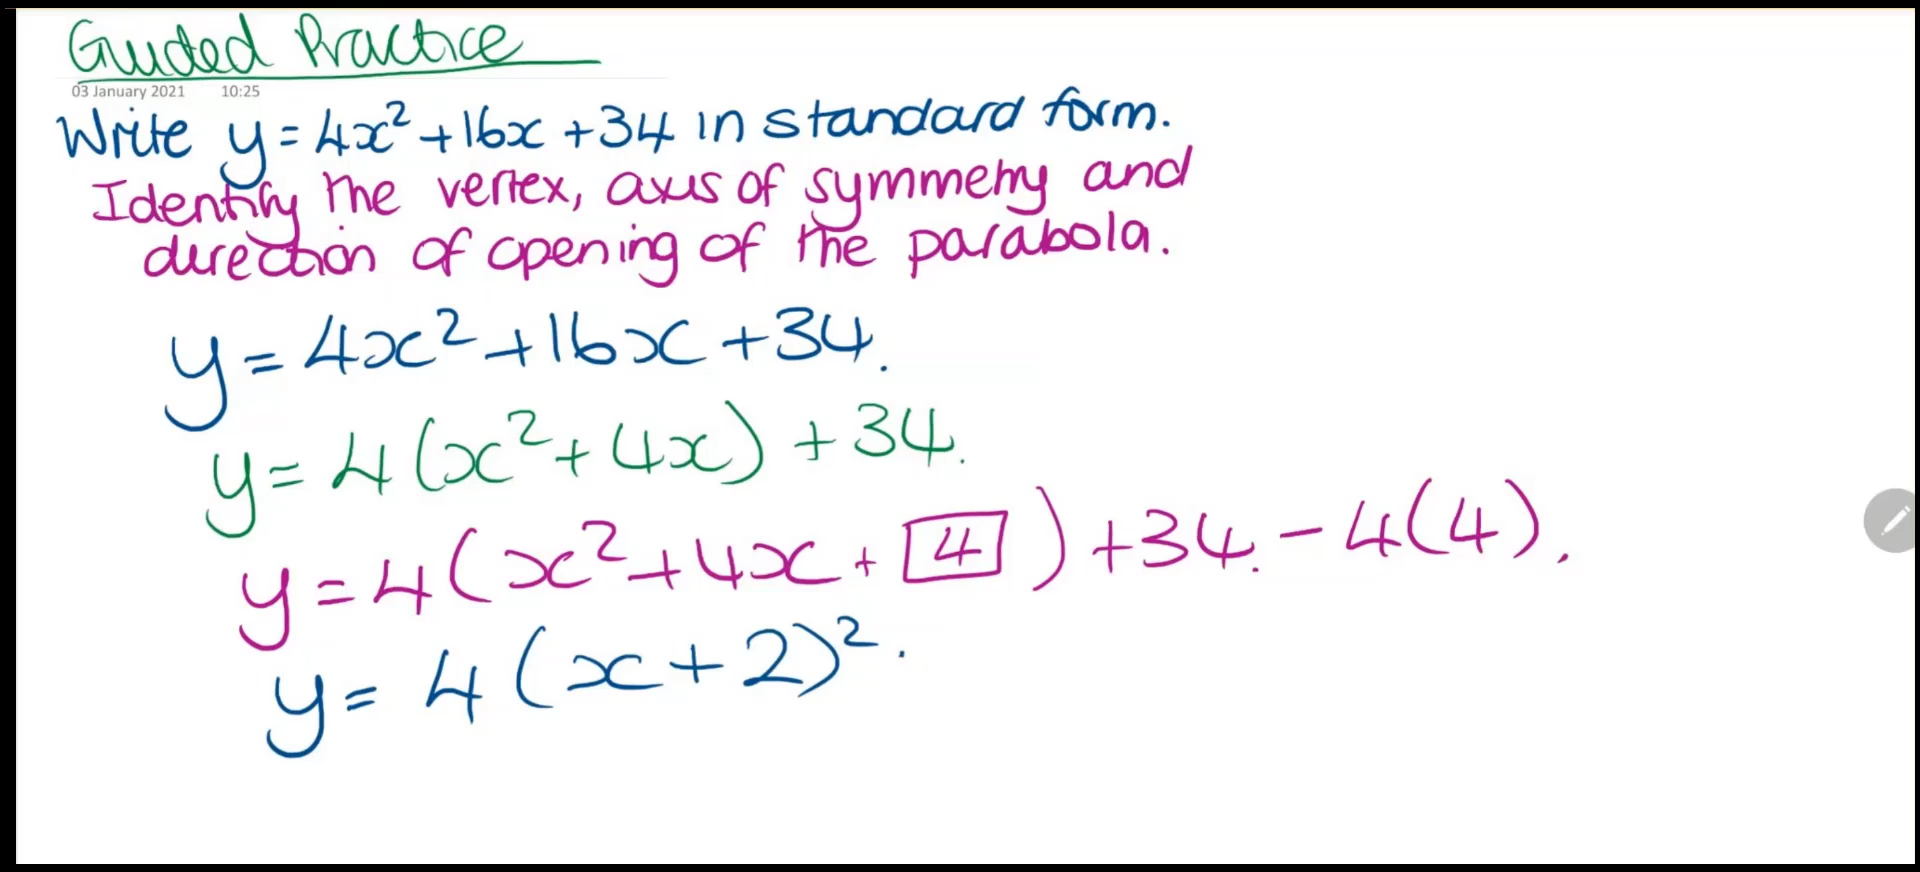 Guided Practice
03 January 2021 10:25
Write y = 4x² + 16x + 34 in standard form.
Identify the vertex, axis of symmetry and
direction of opening of the parabola.
y = 4x² + 16x + 34.
y = 4(x² + 4x) + 34.
y = 4(x² + 4x + 4) + 34. - 4(4).
y = 4(x + 2)².